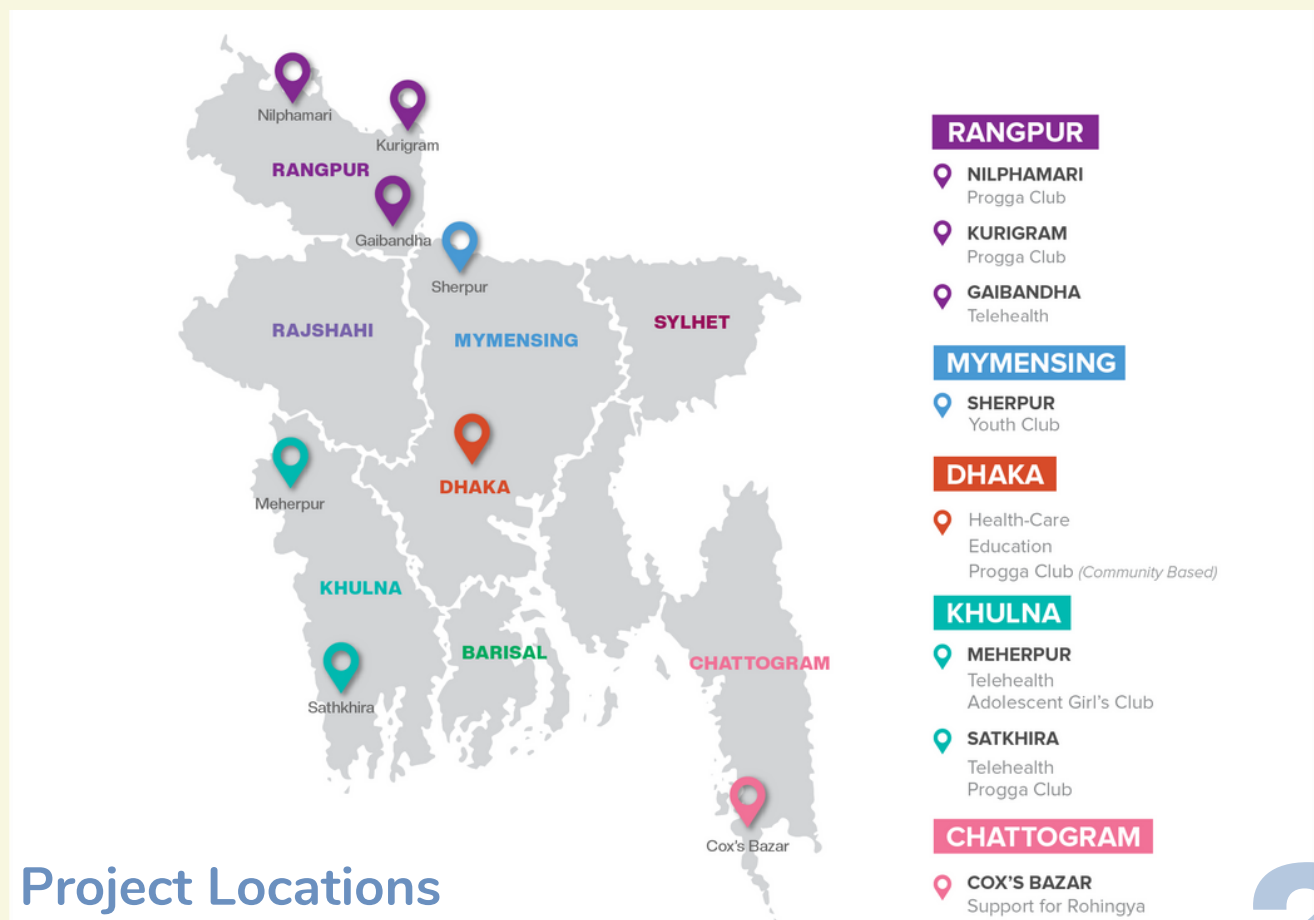 Nilphamari
Kurigram
RANGPUR
Gaibandha
Sherpur
RAJSHAHI
MYMENSING
SYLHET
Meherpur
DHAKA
KHULNA
BARISAL
CHATTOGRAM
Sathkhira
Cox's Bazar
Project Locations
RANGPUR
NILPHAMARI
Progga Club
KURIGRAM
Progga Club
GAIBANDHA
Telehealth
MYMENSING
SHERPUR
Youth Club
DHAKA
Health-Care
Education
Progga Club (Community Based)
KHULNA
MEHERPUR
Telehealth
Adolescent Girl's Club
SATKHIRA
Telehealth
Progga Club
CHATTOGRAM
COX'S BAZAR
Support for Rohingya